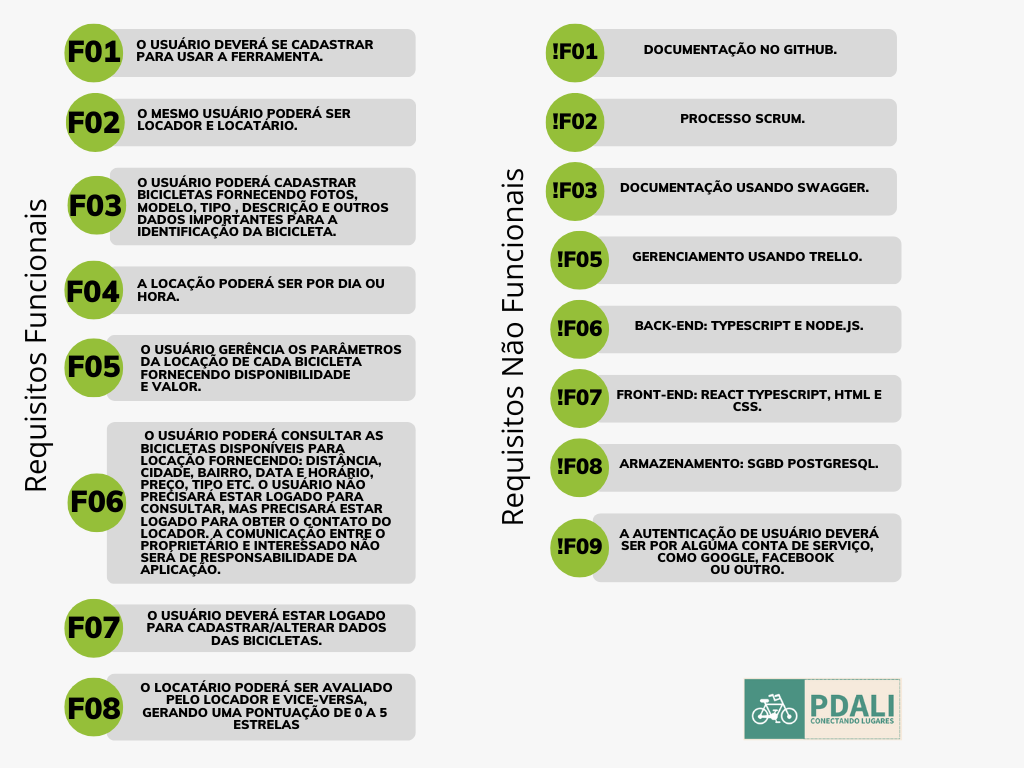 Requisitos Funcionais
F01
O USUÁRIO DEVERÁ SE CADASTRAR
PARA USAR A FERRAMENTA.
F02
O MESMO USUÁRIO PODERÁ SER
LOCADOR E LOCATÁRIO.
F03
O USUÁRIO PODERÁ CADASTRAR
BICICLETAS FORNECENDO FOTOS,
MODELO, TIPO , DESCRIÇÃO E OUTROS
DADOS IMPORTANTES PARA A
IDENTIFICAÇÃO DA BICICLETA.
F04
A LOCAÇÃO PODERÁ SER POR DIA OU
HORA.
F05
O USUÁRIO GERÊNCIA OS PARÂMETROS
DA LOCAÇÃO DE CADA BICICLETA
FORNECENDO DISPONIBILIDADE
E VALOR.
F06
O USUÁRIO PODERÁ CONSULTAR AS
BICICLETAS DISPONÍVEIS PARA
LOCAÇÃO FORNECENDO: DISTÂNCIA,
CIDADE, BAIRRO, DATA E HORÁRIO,
PREÇO, TIPO ETC. O USUÁRIO NÃO
PRECISARÁ ESTAR LOGADO PARA
CONSULTAR, MAS PRECISARÁ ESTAR
LOGADO PARA OBTER O CONTATO DO
LOCADOR. A COMUNICAÇÃO ENTRE O
PROPRIETÁRIO E INTERESSADO NÃO
SERÁ DE RESPONSABILIDADE DA
APLICAÇÃO.
F07
O USUÁRIO DEVERÁ ESTAR LOGADO
PARA CADASTRAR/ALTERAR DADOS
DAS BICICLETAS.
F08
O LOCATÁRIO PODERÁ SER AVALIADO
PELO LOCADOR E VICE-VERSA,
GERANDO UMA PONTUAÇÃO DE 0 A 5
ESTRELAS
Requisitos Não Funcionais
!F01
DOCUMENTAÇÃO NO GITHUB.
!F02
PROCESSO SCRUM.
!F03
DOCUMENTAÇÃO USANDO SWAGGER.
!F05
GERENCIAMENTO USANDO TRELLO.
!F06
BACK-END: TYPESCRIPT E NODE.JS.
!F07
FRONT-END: REACT TYPESCRIPT, HTML E
CSS.
!F08
ARMAZENAMENTO: SGBD POSTGRESQL.
!F09
A AUTENTICAÇÃO DE USUÁRIO DEVERÁ
SER POR ALGUMA CONTA DE SERVIÇO,
COMO GOOGLE, FACEBOOK
OU OUTRO.
PDALI
CONECTANDO LUGARES